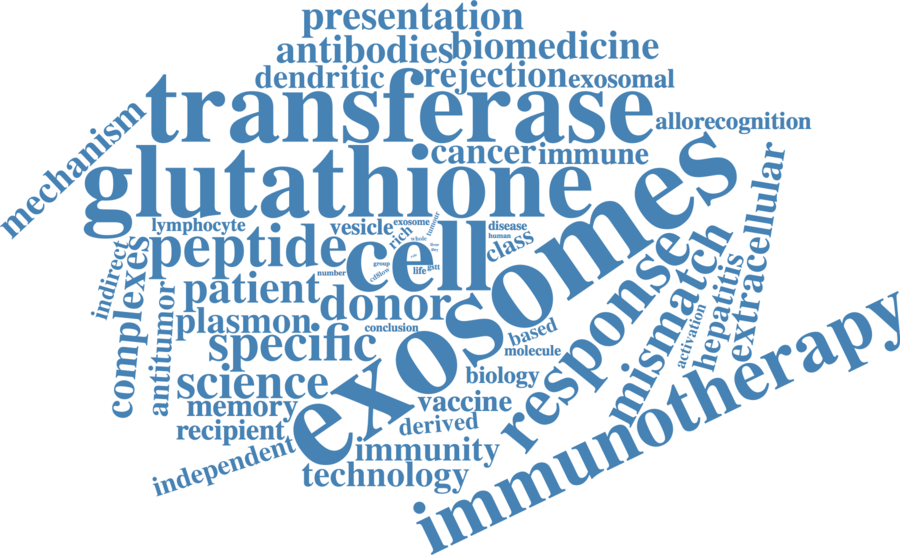 presentation
antibodies
biomedicine
dendritic
rejection
exosomal
transferase
mechanism
allorecognition
cancer
immune
glutathione
exosomes
extracellular
lymphocyte
vesicle
exosome
tumour
rich
whole
disease
human
class
peptide
cell
indirect
complexes
group
number
life
gstt
patient
donor
antitumor
plasmon
conclusion
specific
based
molecule
response
mismatch
activation
hepatitis
science
biology
memory
vaccine
recipient
derived
independent
immunity
technology
immunotherapy